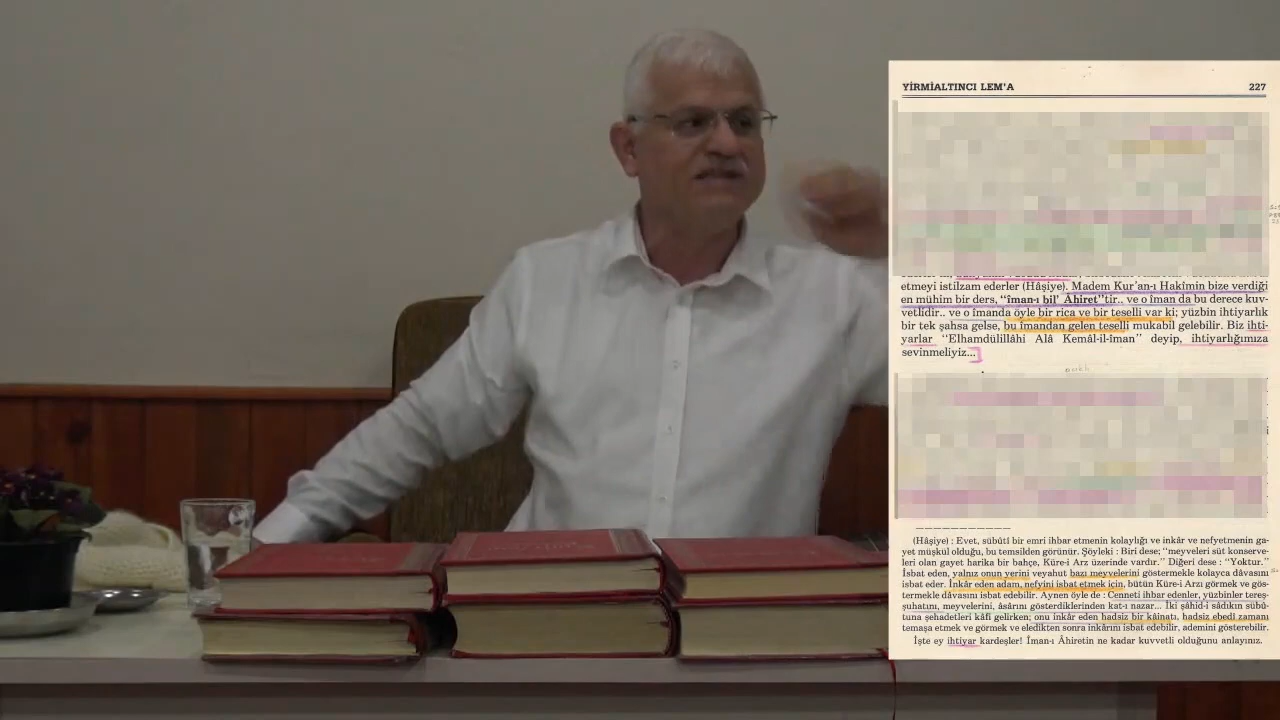 YİRMİALTINCI LEM'A 227
etmeyi istilzam ederler (Hâşiye). Madem Kur'an-ı Hakîmin bize verdiği
en mühim bir ders, "îman-ı bil' Âhiret"tir.. ve o îman da bu derece kuv-
vetlidir.. ve o îmanda öyle bir rica ve bir teselli var ki; yüzbin ihtiyarlık
bir tek şahsa gelse, bu imandan gelen teselli mukabil gelebilir. Biz ihti-
yarlar "Elhamdülillâhi Alâ Kemâl-il-îman" deyip, ihtiyarlığımıza
sevinmeliyiz...
(Hâşiye) : Evet, sübûtî bir emri ihbar etmenin kolaylığı ve inkâr ve nefyetmenin ga-
yet müşkül olduğu, bu temsilden görünür. Şöyleki : Biri dese; "meyveleri süt konserve-
leri olan gayet harika bir bahçe, Küre-i Arz üzerinde vardır." Diğeri dese : "Yoktur."
İsbat eden, yalnız onun yerini veyahut bazı meyvelerini göstermekle kolayca dâvasını
isbat eder. İnkâr eden adam, nefyini isbat etmek için, bütün Küre-i Arzı görmek ve gös-
termekle dâvasını isbat edebilir. Aynen öyle de : Cenneti ihbar edenler, yüzbinler tereş-
şuhatını, meyvelerini, âsârını gösterdiklerinden kat-ı nazar... İki şâhid-i sâdıkın sübû-
tuna şehadetleri kâfi gelirken; onu inkâr eden hadsiz bir kâinatı, hadsiz ebedî zamanı
temaşa etmek ve görmek ve eledikten sonra inkârını isbat edebilir, ademini gösterebilir.
İşte ey ihtiyar kardeşler! Îman-ı Âhiretin ne kadar kuvvetli olduğunu anlayınız.